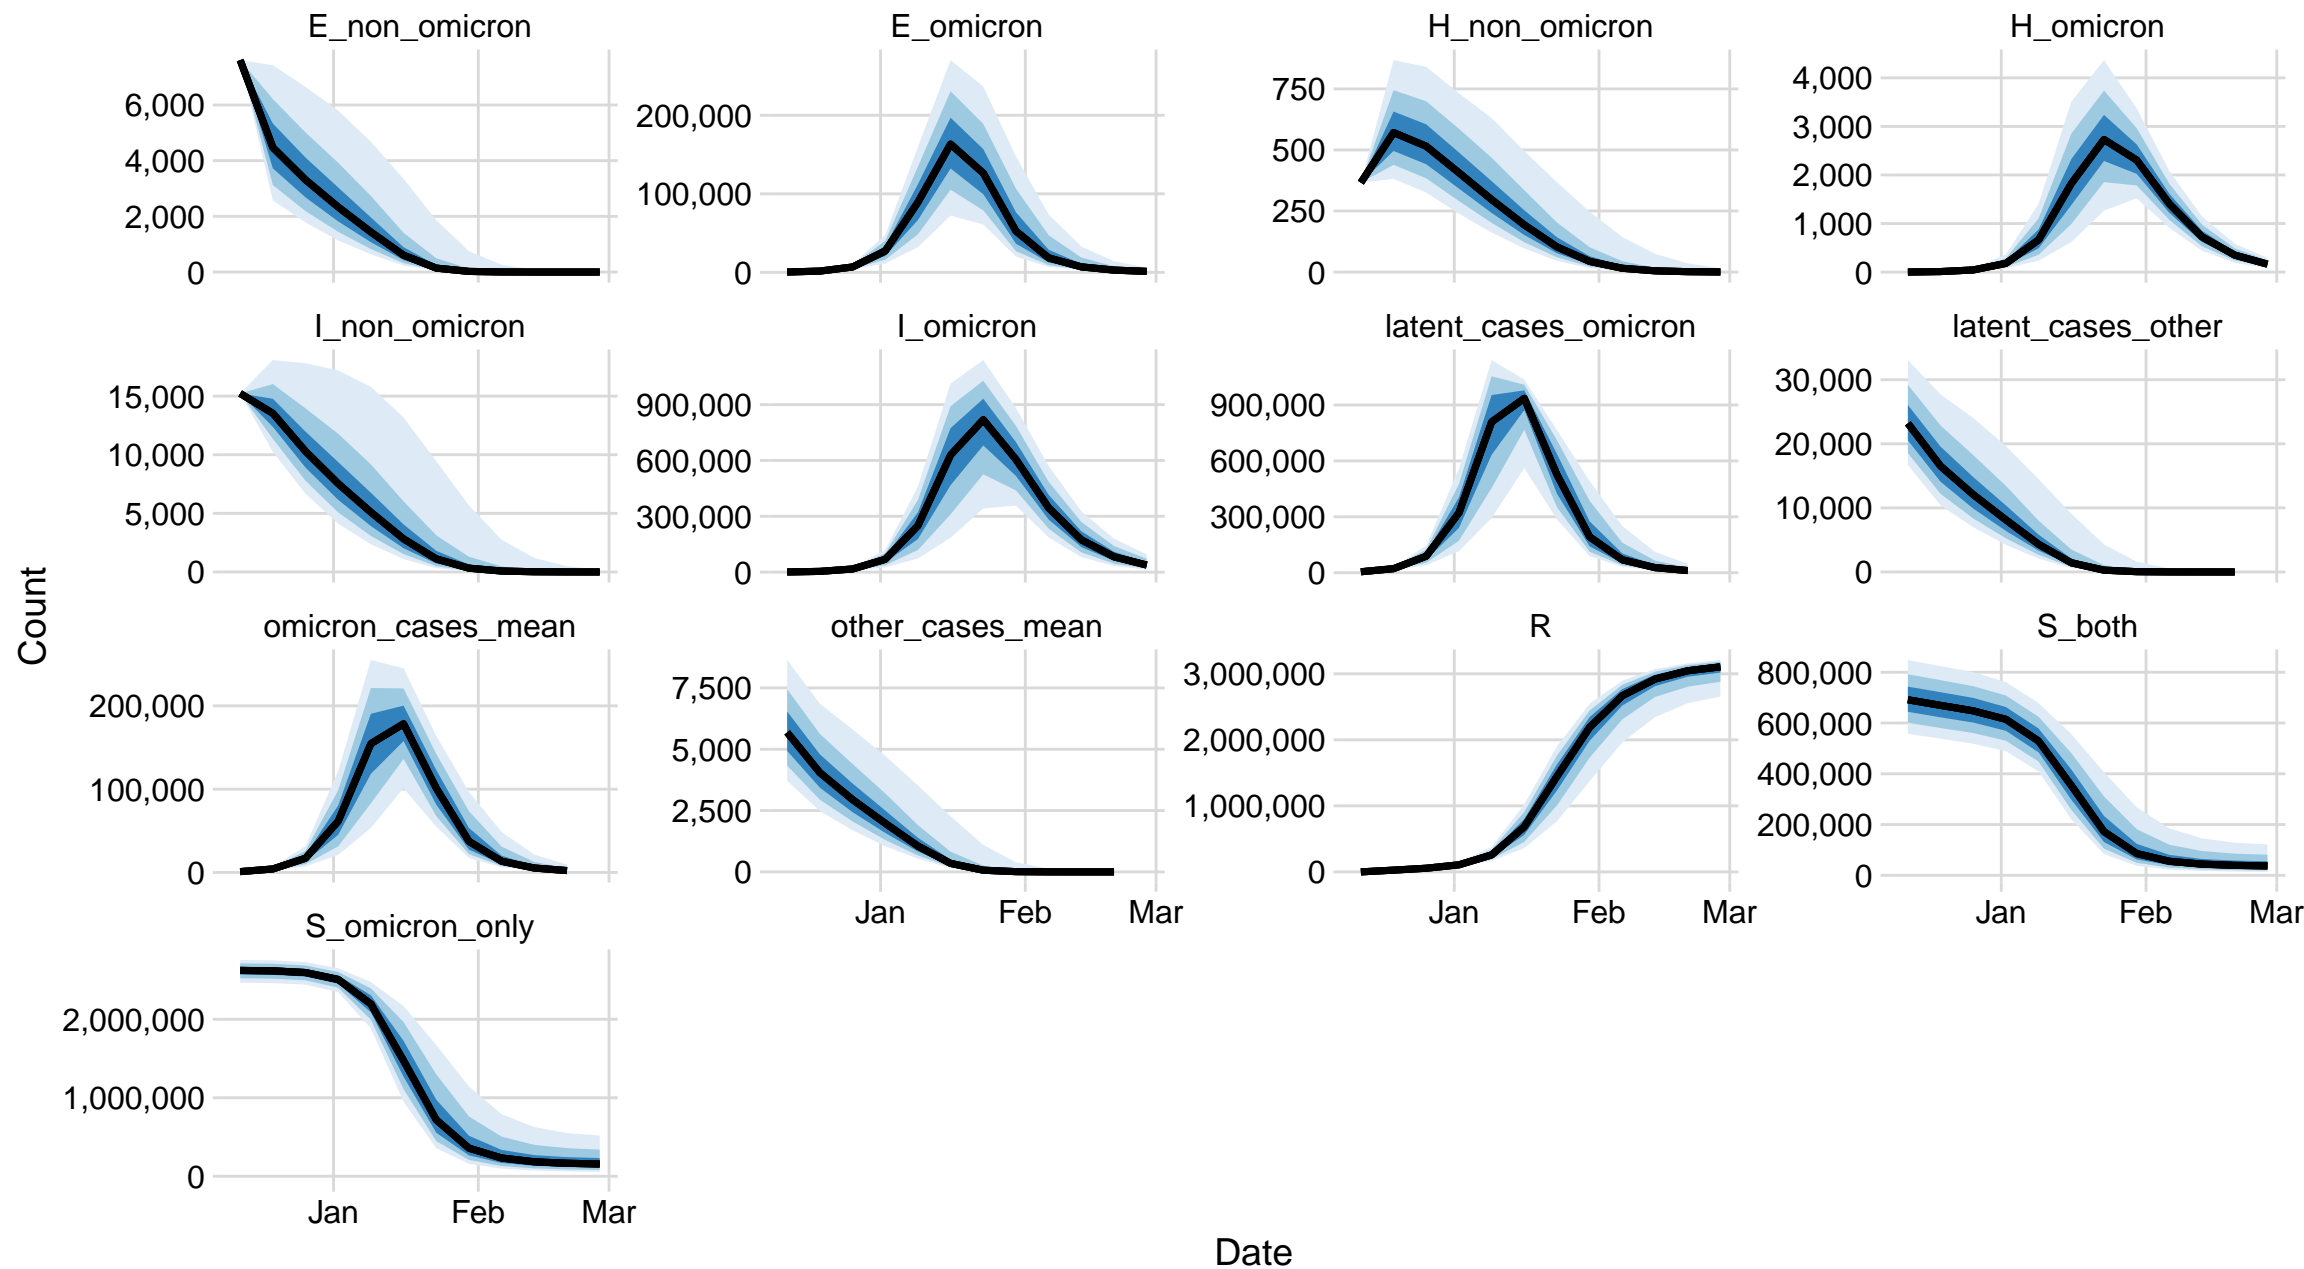 E_non_omicron
E_omicron
H_non_omicron
H_omicron
6,000
4,000
2,000
0
200,000
100,000
0
750
500
250
0
4,000
3,000
2,000
1,000
0
I_non_omicron
I_omicron
latent_cases_omicron
latent_cases_other
15,000
10,000
5,000
0
900,000
600,000
300,000
0
900,000
600,000
300,000
0
30,000
20,000
10,000
0
Count
omicron_cases_mean
other_cases_mean
R
S_both
200,000
100,000
0
7,500
5,000
2,500
0
3,000,000
2,000,000
1,000,000
0
800,000
600,000
400,000
200,000
0
Jan Feb Mar
Jan Feb Mar
Jan Feb Mar
S_omicron_only
2,000,000
1,000,000
0
Jan Feb Mar
Date